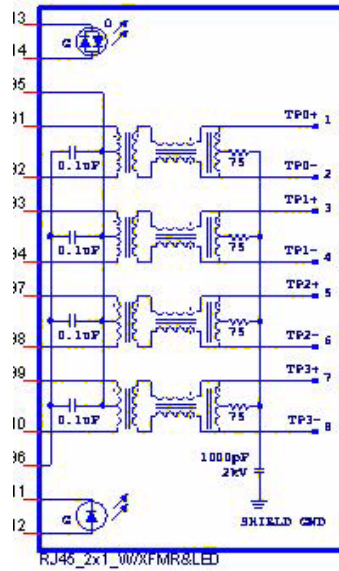 13
O
G
14
95
91
TP0+ 1
0.1uF
75
92
TP0- 2
93
TP1+ 3
0.1uF
75
94
TP1- 4
97
TP2+ 5
0.1uF
75
98
TP2- 6
99
TP3+ 7
0.1uF
75
10
TP3- 8
96
1000pF
2kV
11
G
12
SHIELD GND
RJ45_2x1_W/XFMR&LED